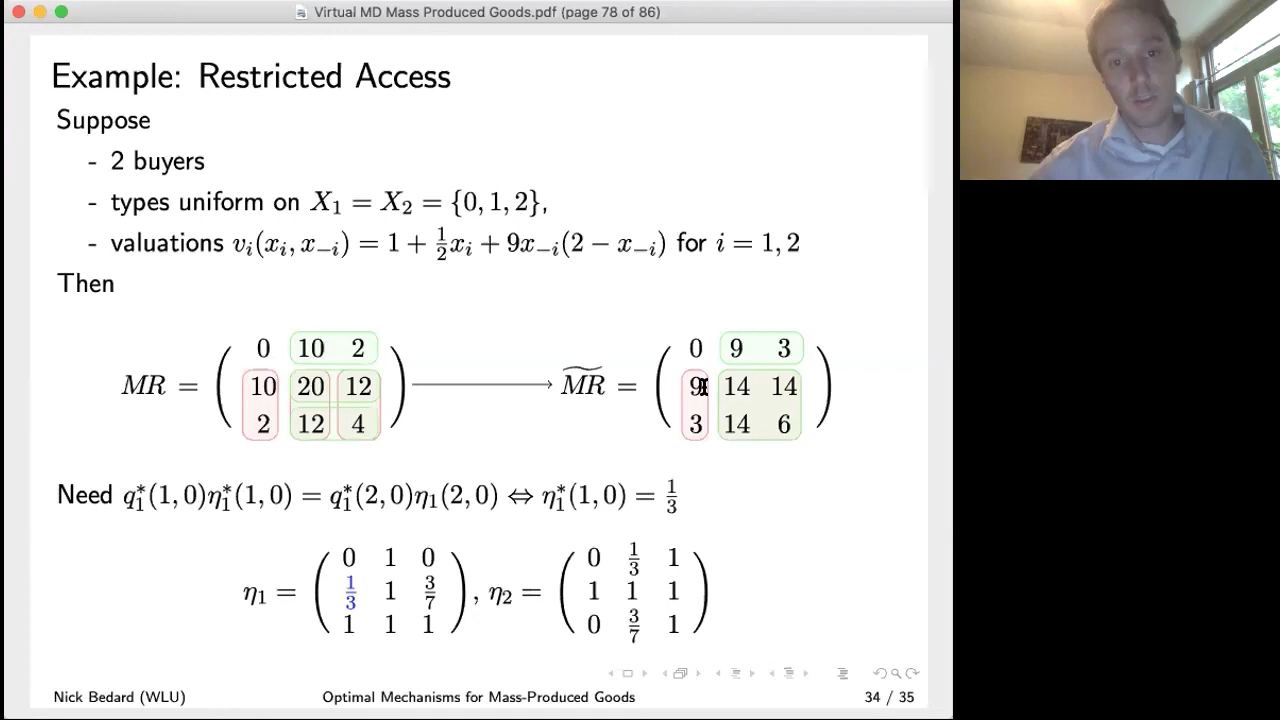 Virtual MD Mass Produced Goods.pdf (page 78 of 86)
Example: Restricted Access
Suppose
- 2 buyers
- types uniform on X₁ = X₂ = {0, 1, 2},
- valuations vᵢ(xᵢ, x₋ᵢ) = 1 + ½xᵢ + 9x₋ᵢ(2 − x₋ᵢ) for i = 1, 2
Then
0 10 2
MR = ( 10 20 12 ) ⟶ M͠R = ( 9 14 14 )
2 12 4
0 9 3
3 14 6
Need q₁*(1, 0)η₁*(1, 0) = q₁*(2, 0)η₁(2, 0) ⇔ η₁*(1, 0) = 1/3
0 1 0
η₁ = ( 1/3 1 3/7 ), η₂ = ( 1 1 1 )
1 1 1
0 1/3 1
0 3/7 1
Nick Bedard (WLU) Optimal Mechanisms for Mass-Produced Goods 34 / 35